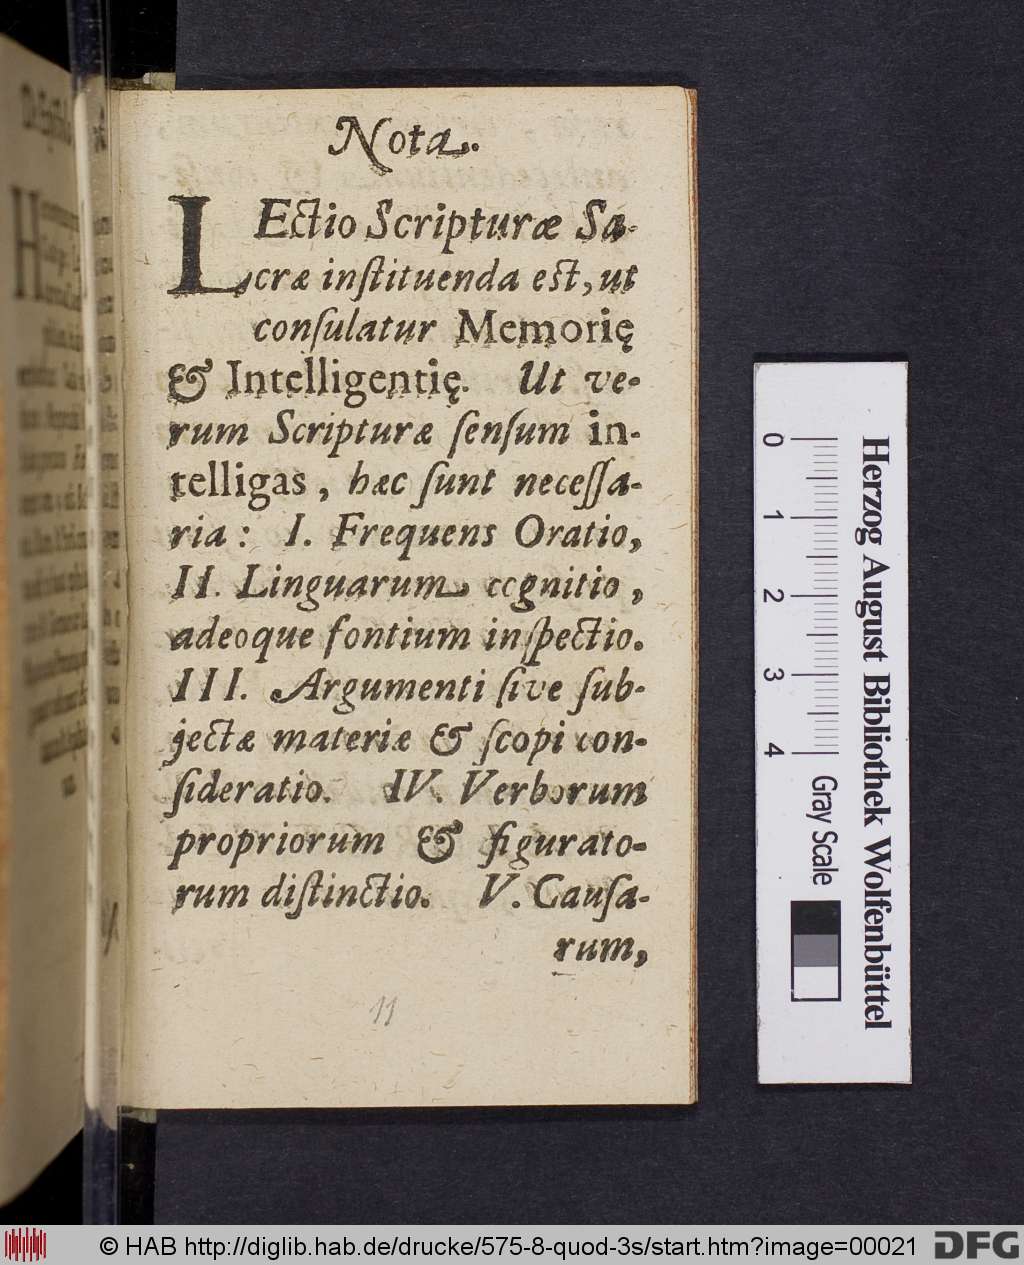 Nota.
LEctio Scripturæ Sa-
cræ inſtituenda eſt, ut
conſulatur Memorię
& Intelligentię. Ut ve-
rum Scripturæ ſenſum in-
telligas, hæc ſunt neceſſa-
ria: I. Frequens Oratio,
II. Linguarum cognitio,
adeoque fontium inſpectio.
III. Argumenti ſive ſub-
jectæ materiæ & ſcopi con-
ſideratio. IV. Verborum
propriorum & figurato-
rum diſtinctio. V. Cauſa-
rum,
11
0 1 2 3 4
Gray Scale
Herzog August Bibliothek Wolfenbüttel
© HAB http://diglib.hab.de/drucke/575-8-quod-3s/start.htm?image=00021
DFG